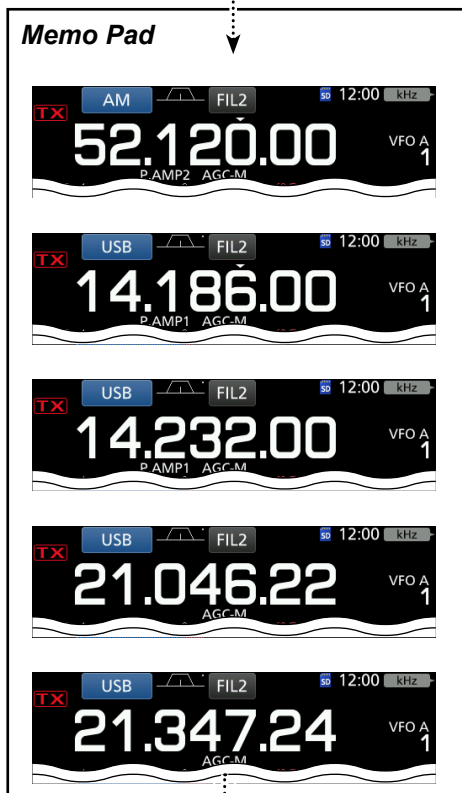 Memo Pad
AM FIL2 SD 12:00 kHz
TX
52.120.00 VFO A
1
P.AMP2 AGC-M
USB FIL2 SD 12:00 kHz
TX
14.186.00 VFO A
1
P.AMP1 AGC-M
USB FIL2 SD 12:00 kHz
TX
14.232.00 VFO A
1
P.AMP1 AGC-M
USB FIL2 SD 12:00 kHz
TX
21.046.22 VFO A
1
AGC-M
USB FIL2 SD 12:00 kHz
TX
21.347.24 VFO A
1
AGC-M